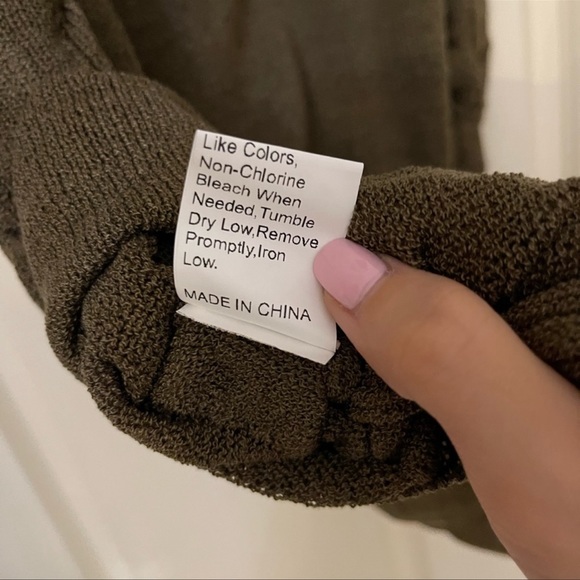 Like Colors,
Non-Chlorine
Bleach When
Needed,Tumble
Dry Low,Remove
Promptly,Iron
Low.
MADE IN CHINA